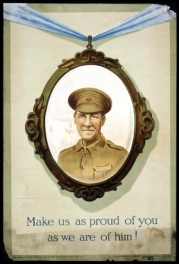 Make us as proud of you
as we are of him!